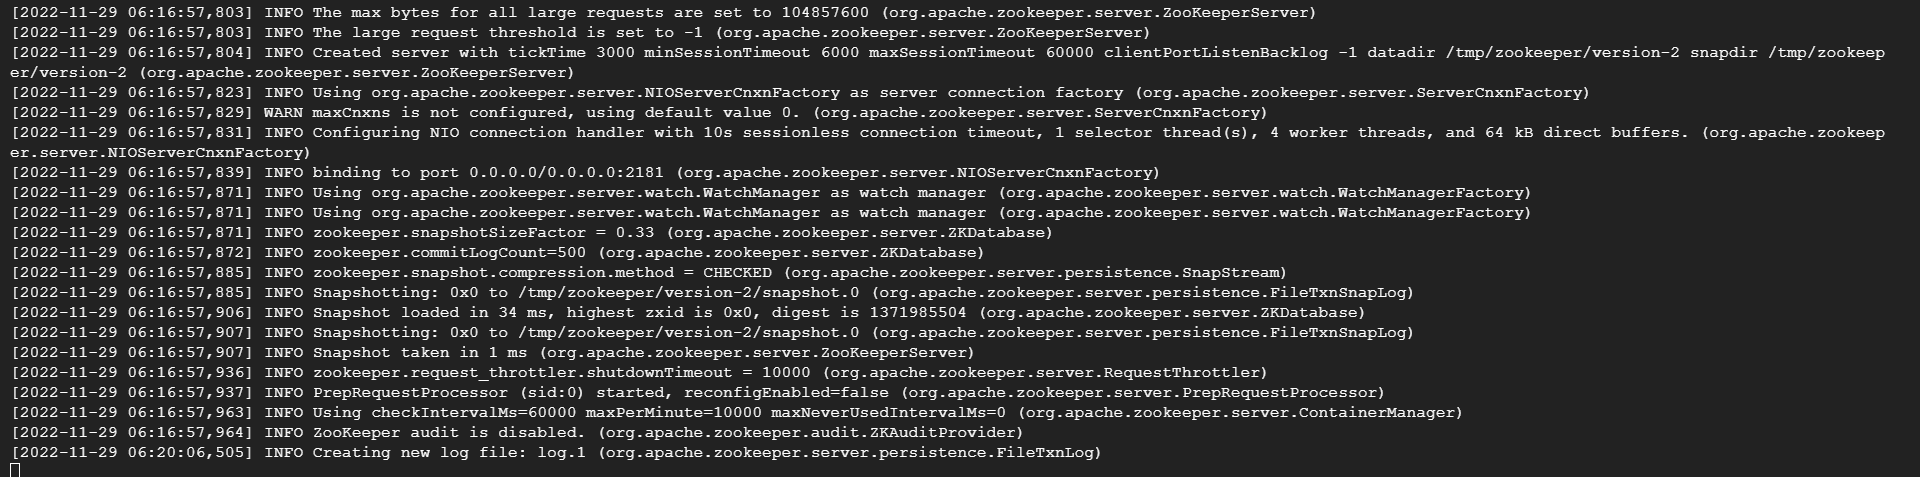 [2022-11-29 06:16:57,803] INFO The max bytes for all large requests are set to 104857600 (org.apache.zookeeper.server.ZooKeeperServer)
[2022-11-29 06:16:57,803] INFO The large request threshold is set to -1 (org.apache.zookeeper.server.ZooKeeperServer)
[2022-11-29 06:16:57,804] INFO Created server with tickTime 3000 minSessionTimeout 6000 maxSessionTimeout 60000 clientPortListenBacklog -1 datadir /tmp/zookeeper/version-2 snapdir /tmp/zookeep
er/version-2 (org.apache.zookeeper.server.ZooKeeperServer)
[2022-11-29 06:16:57,823] INFO Using org.apache.zookeeper.server.NIOServerCnxnFactory as server connection factory (org.apache.zookeeper.server.ServerCnxnFactory)
[2022-11-29 06:16:57,829] WARN maxCnxns is not configured, using default value 0. (org.apache.zookeeper.server.ServerCnxnFactory)
[2022-11-29 06:16:57,831] INFO Configuring NIO connection handler with 10s sessionless connection timeout, 1 selector thread(s), 4 worker threads, and 64 kB direct buffers. (org.apache.zookeep
er.server.NIOServerCnxnFactory)
[2022-11-29 06:16:57,839] INFO binding to port 0.0.0.0/0.0.0.0:2181 (org.apache.zookeeper.server.NIOServerCnxnFactory)
[2022-11-29 06:16:57,871] INFO Using org.apache.zookeeper.server.watch.WatchManager as watch manager (org.apache.zookeeper.server.watch.WatchManagerFactory)
[2022-11-29 06:16:57,871] INFO Using org.apache.zookeeper.server.watch.WatchManager as watch manager (org.apache.zookeeper.server.watch.WatchManagerFactory)
[2022-11-29 06:16:57,871] INFO zookeeper.snapshotSizeFactor = 0.33 (org.apache.zookeeper.server.ZKDatabase)
[2022-11-29 06:16:57,872] INFO zookeeper.commitLogCount=500 (org.apache.zookeeper.server.ZKDatabase)
[2022-11-29 06:16:57,885] INFO zookeeper.snapshot.compression.method = CHECKED (org.apache.zookeeper.server.persistence.SnapStream)
[2022-11-29 06:16:57,885] INFO Snapshotting: 0x0 to /tmp/zookeeper/version-2/snapshot.0 (org.apache.zookeeper.server.persistence.FileTxnSnapLog)
[2022-11-29 06:16:57,906] INFO Snapshot loaded in 34 ms, highest zxid is 0x0, digest is 1371985504 (org.apache.zookeeper.server.ZKDatabase)
[2022-11-29 06:16:57,907] INFO Snapshotting: 0x0 to /tmp/zookeeper/version-2/snapshot.0 (org.apache.zookeeper.server.persistence.FileTxnSnapLog)
[2022-11-29 06:16:57,907] INFO Snapshot taken in 1 ms (org.apache.zookeeper.server.ZooKeeperServer)
[2022-11-29 06:16:57,936] INFO zookeeper.request_throttler.shutdownTimeout = 10000 (org.apache.zookeeper.server.RequestThrottler)
[2022-11-29 06:16:57,937] INFO PrepRequestProcessor (sid:0) started, reconfigEnabled=false (org.apache.zookeeper.server.PrepRequestProcessor)
[2022-11-29 06:16:57,963] INFO Using checkIntervalMs=60000 maxPerMinute=10000 maxNeverUsedIntervalMs=0 (org.apache.zookeeper.server.ContainerManager)
[2022-11-29 06:16:57,964] INFO ZooKeeper audit is disabled. (org.apache.zookeeper.audit.ZKAuditProvider)
[2022-11-29 06:20:06,505] INFO Creating new log file: log.1 (org.apache.zookeeper.server.persistence.FileTxnLog)